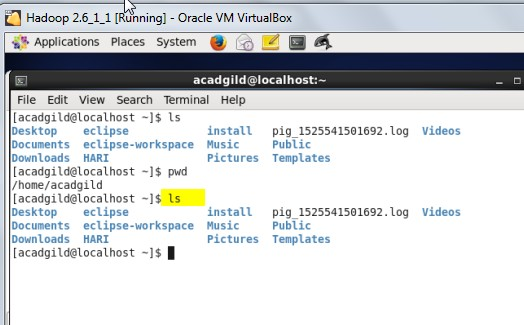 Hadoop 2.6_1_1 [Running] - Oracle VM VirtualBox
Applications Places System
acadgild@localhost:~
File Edit View Search Terminal Help
[acadgild@localhost ~]$ ls
Desktop eclipse install pig_1525541501692.log Videos
Documents eclipse-workspace Music Public
Downloads HARI Pictures Templates
[acadgild@localhost ~]$ pwd
/home/acadgild
[acadgild@localhost ~]$ ls
Desktop eclipse install pig_1525541501692.log Videos
Documents eclipse-workspace Music Public
Downloads HARI Pictures Templates
[acadgild@localhost ~]$